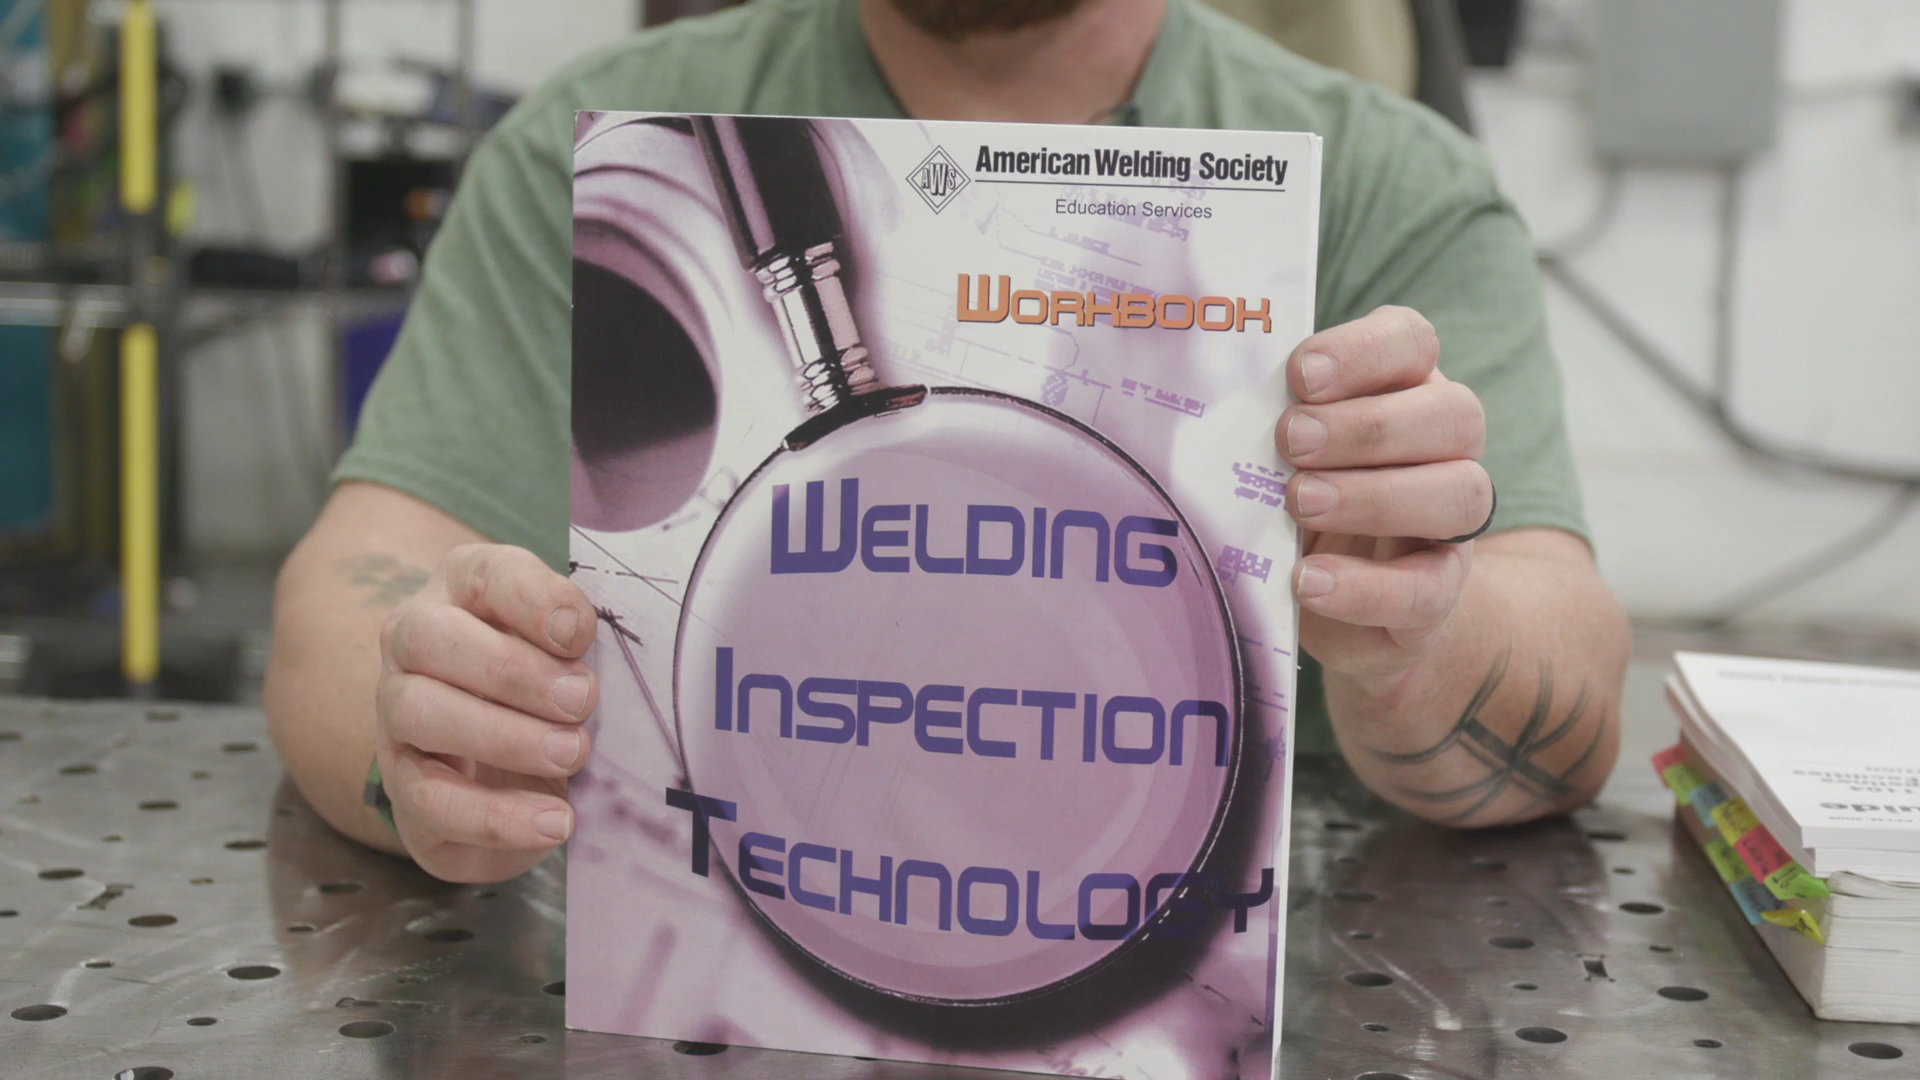 AWS
American Welding Society
Education Services
WORKBOOK
WELDING
INSPECTION
TECHNOLOGY